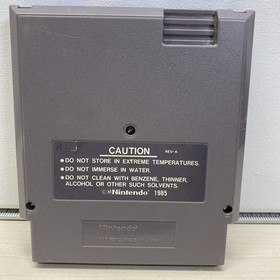 CAUTION REV-A
•DO NOT STORE IN EXTREME TEMPERATURES.
•DO NOT IMMERSE IN WATER.
•DO NOT CLEAN WITH BENZENE, THINNER,
ALCOHOL OR OTHER SUCH SOLVENTS.
©Nintendo 1985
Nintendo